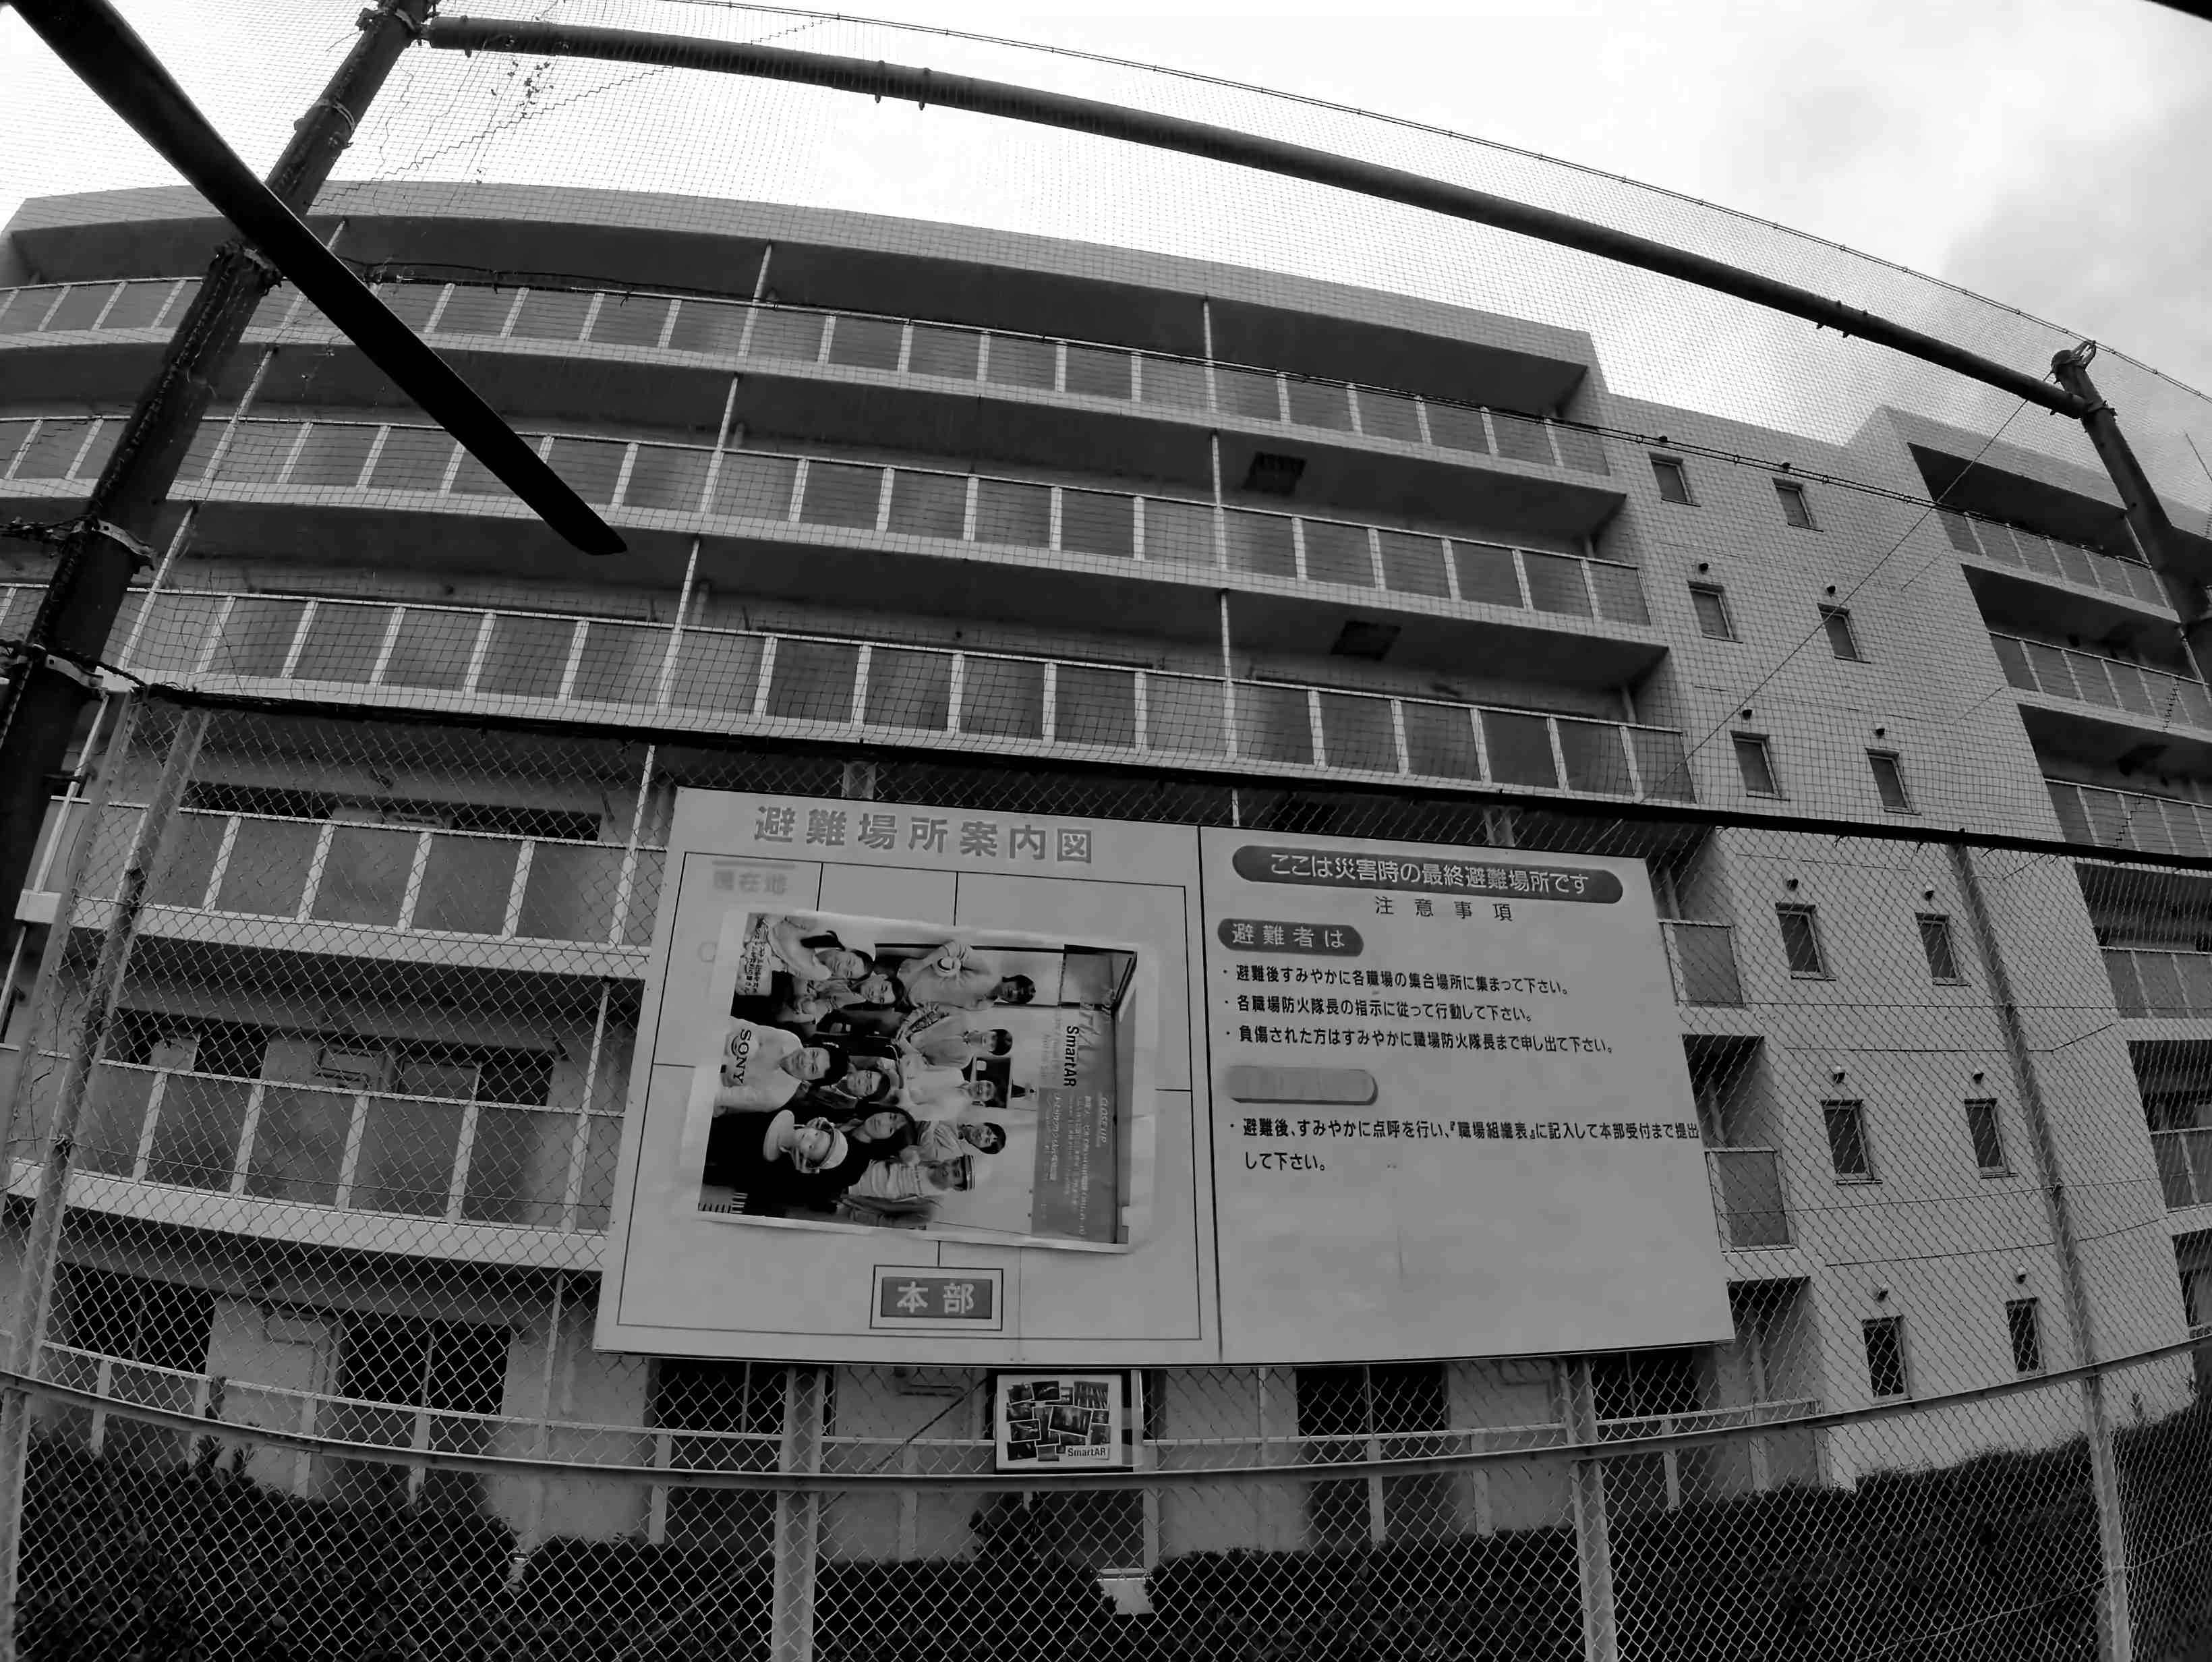 避難場所案内図
現在地
SONY
SmartAR
CLOSE UP
本部
SmartAR
ここは災害時の最終避難場所です
注意事項
避難者は
・避難後すみやかに各職場の集合場所に集まって下さい。
・各職場防火隊長の指示に従って行動して下さい。
・負傷された方はすみやかに職場防火隊長まで申し出て下さい。
・避難後、すみやかに点呼を行い、『職場組織表』に記入して本部受付まで提出
して下さい。